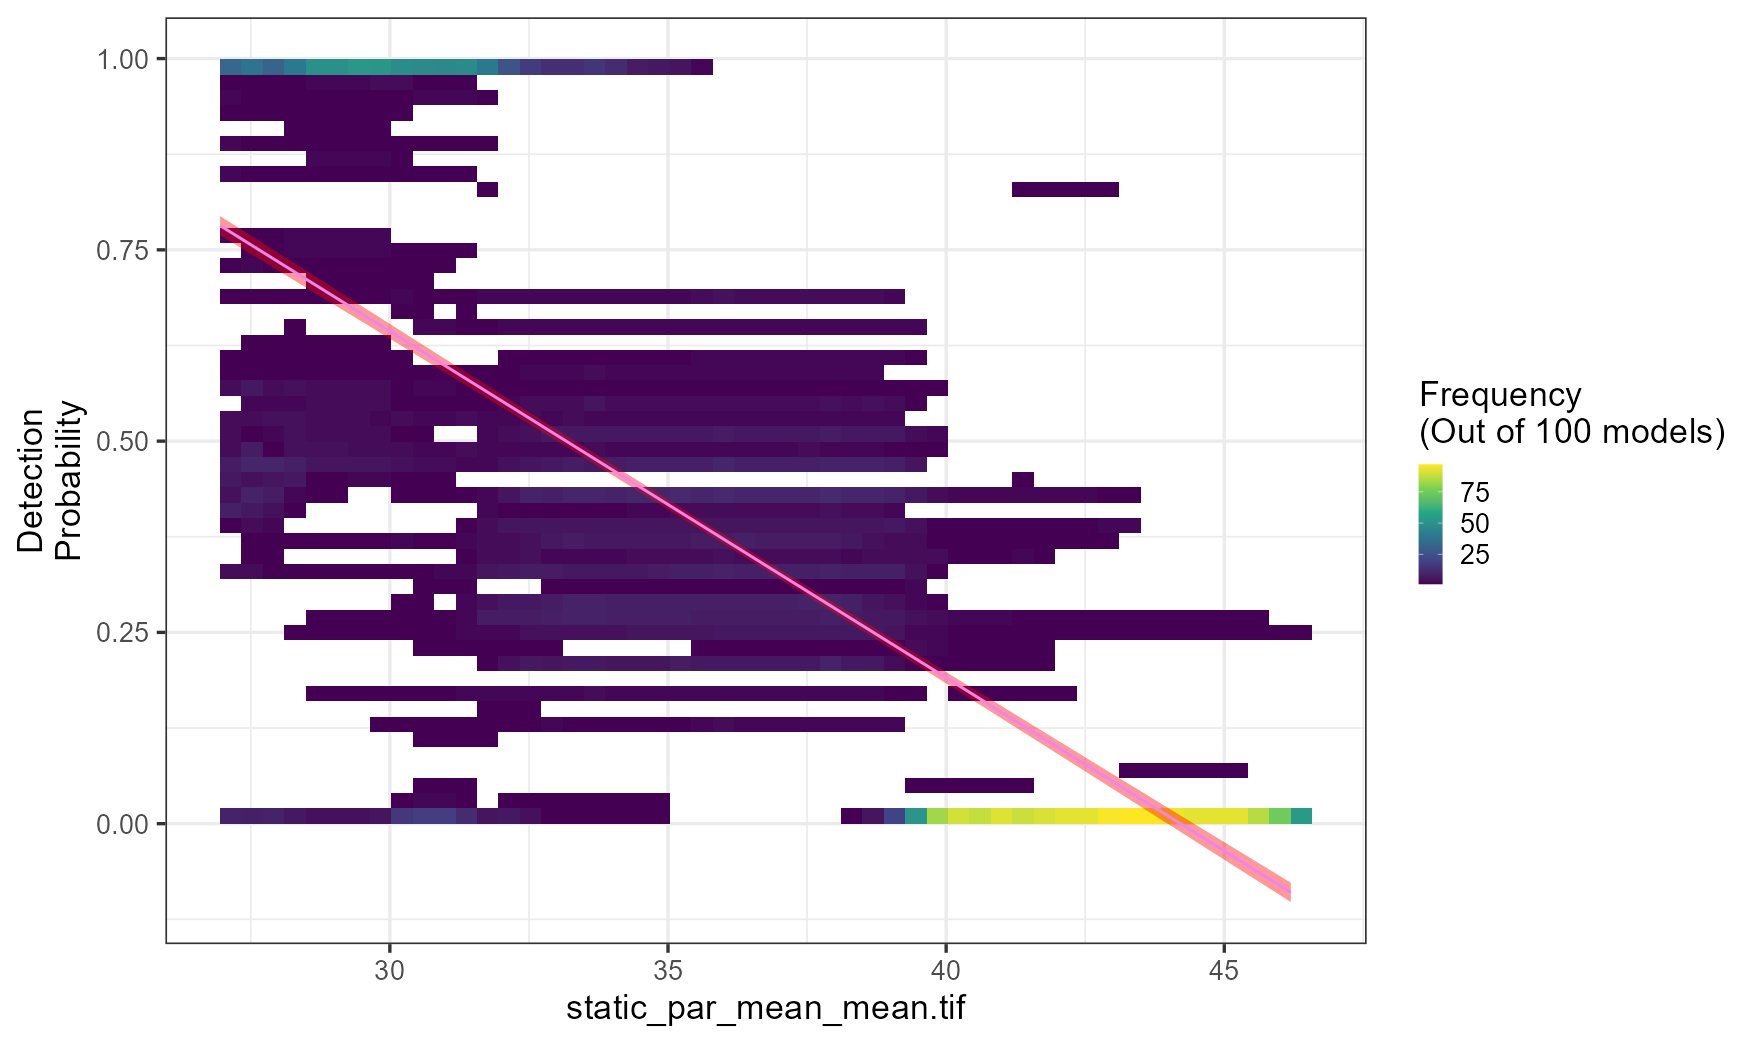 1.00
0.75
0.50
0.25
0.00
Detection
Probability
30
35
40
45
static_par_mean_mean.tif
Frequency
(Out of 100 models)
75
50
25